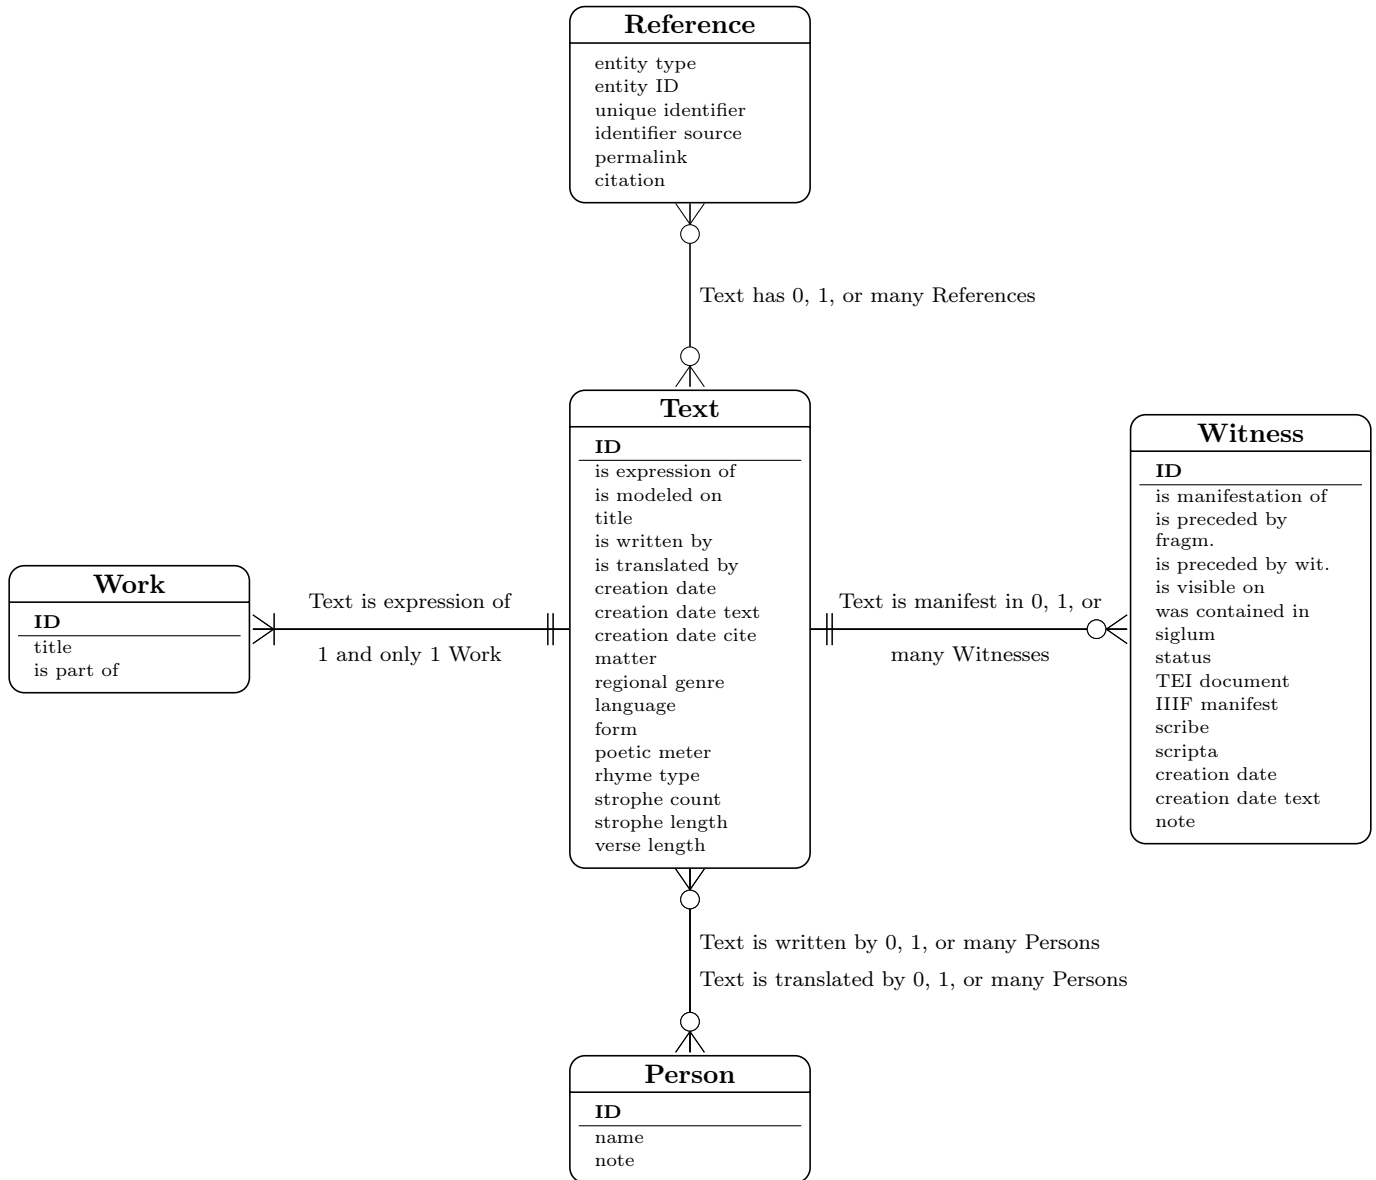 Reference
entity type
entity ID
unique identifier
identifier source
permalink
citation
Text has 0, 1, or many References
Text
ID
is expression of
is modeled on
title
is written by
is translated by
creation date
creation date text
creation date cite
matter
regional genre
language
form
poetic meter
rhyme type
strophe count
strophe length
verse length
Work
ID
title
is part of
Text is expression of
1 and only 1 Work
Text is manifest in 0, 1, or
many Witnesses
Witness
ID
is manifestation of
is preceded by
fragm.
is preceded by wit.
is visible on
was contained in
siglum
status
TEI document
IIIF manifest
scribe
scripta
creation date
creation date text
note
Text is written by 0, 1, or many Persons
Text is translated by 0, 1, or many Persons
Person
ID
name
note